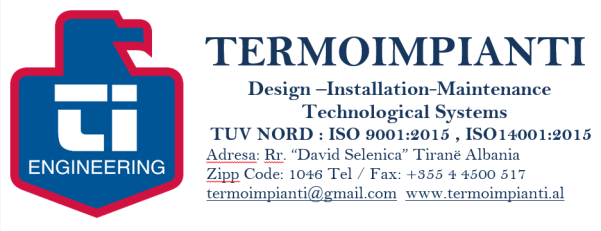 Ti
ENGINEERING
TERMOIMPIANTI
Design –Installation-Maintenance
Technological Systems
TUV NORD : ISO 9001:2015 , ISO14001:2015
Adresa: Rr. “David Selenica” Tiranë Albania
Zipp Code: 1046 Tel / Fax: +355 4 4500 517
termoimpianti@gmail.com www.termoimpianti.al